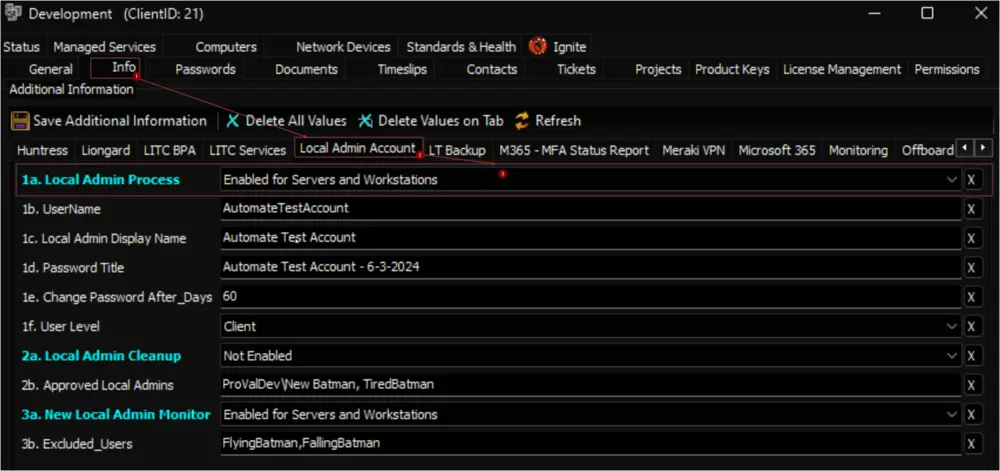 Development (ClientID: 21)
Status Managed Services Computers Network Devices Standards & Health Ignite
General Info Passwords Documents Timeslips Contacts Tickets Projects Product Keys License Management Permissions
Additional Information
Save Additional Information X Delete All Values Delete Values on Tab Refresh
Huntress Liongard LITC BPA LITC Services Local Admin Account LT Backup M365 - MFA Status Report Meraki VPN Microsoft 365 Monitoring Offboard
1a. Local Admin Process Enabled for Servers and Workstations X
1b. UserName AutomateTestAccount X
1c. Local Admin Display Name Automate Test Account X
1d. Password Title Automate Test Account - 6-3-2024 X
1e. Change Password After_Days 60 X
1f. User Level Client X
2a. Local Admin Cleanup Not Enabled X
2b. Approved Local Admins ProValDev\New Batman, TiredBatman X
3a. New Local Admin Monitor Enabled for Servers and Workstations X
3b. Excluded_Users FlyingBatman,FallingBatman X